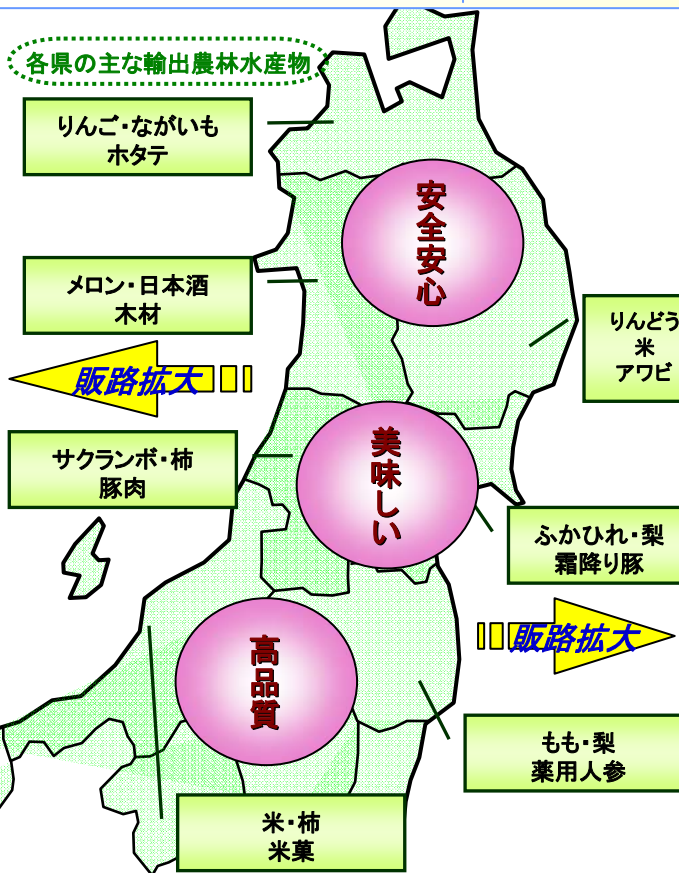 各県の主な輸出農林水産物
りんご・ながいも
ホタテ
安全安心
メロン・日本酒
木材
りんどう
米
アワビ
販路拡大
美味しい
サクランボ・柿
豚肉
ふかひれ・梨
霜降り豚
販路拡大
高品質
もも・梨
薬用人参
米・柿
米菓